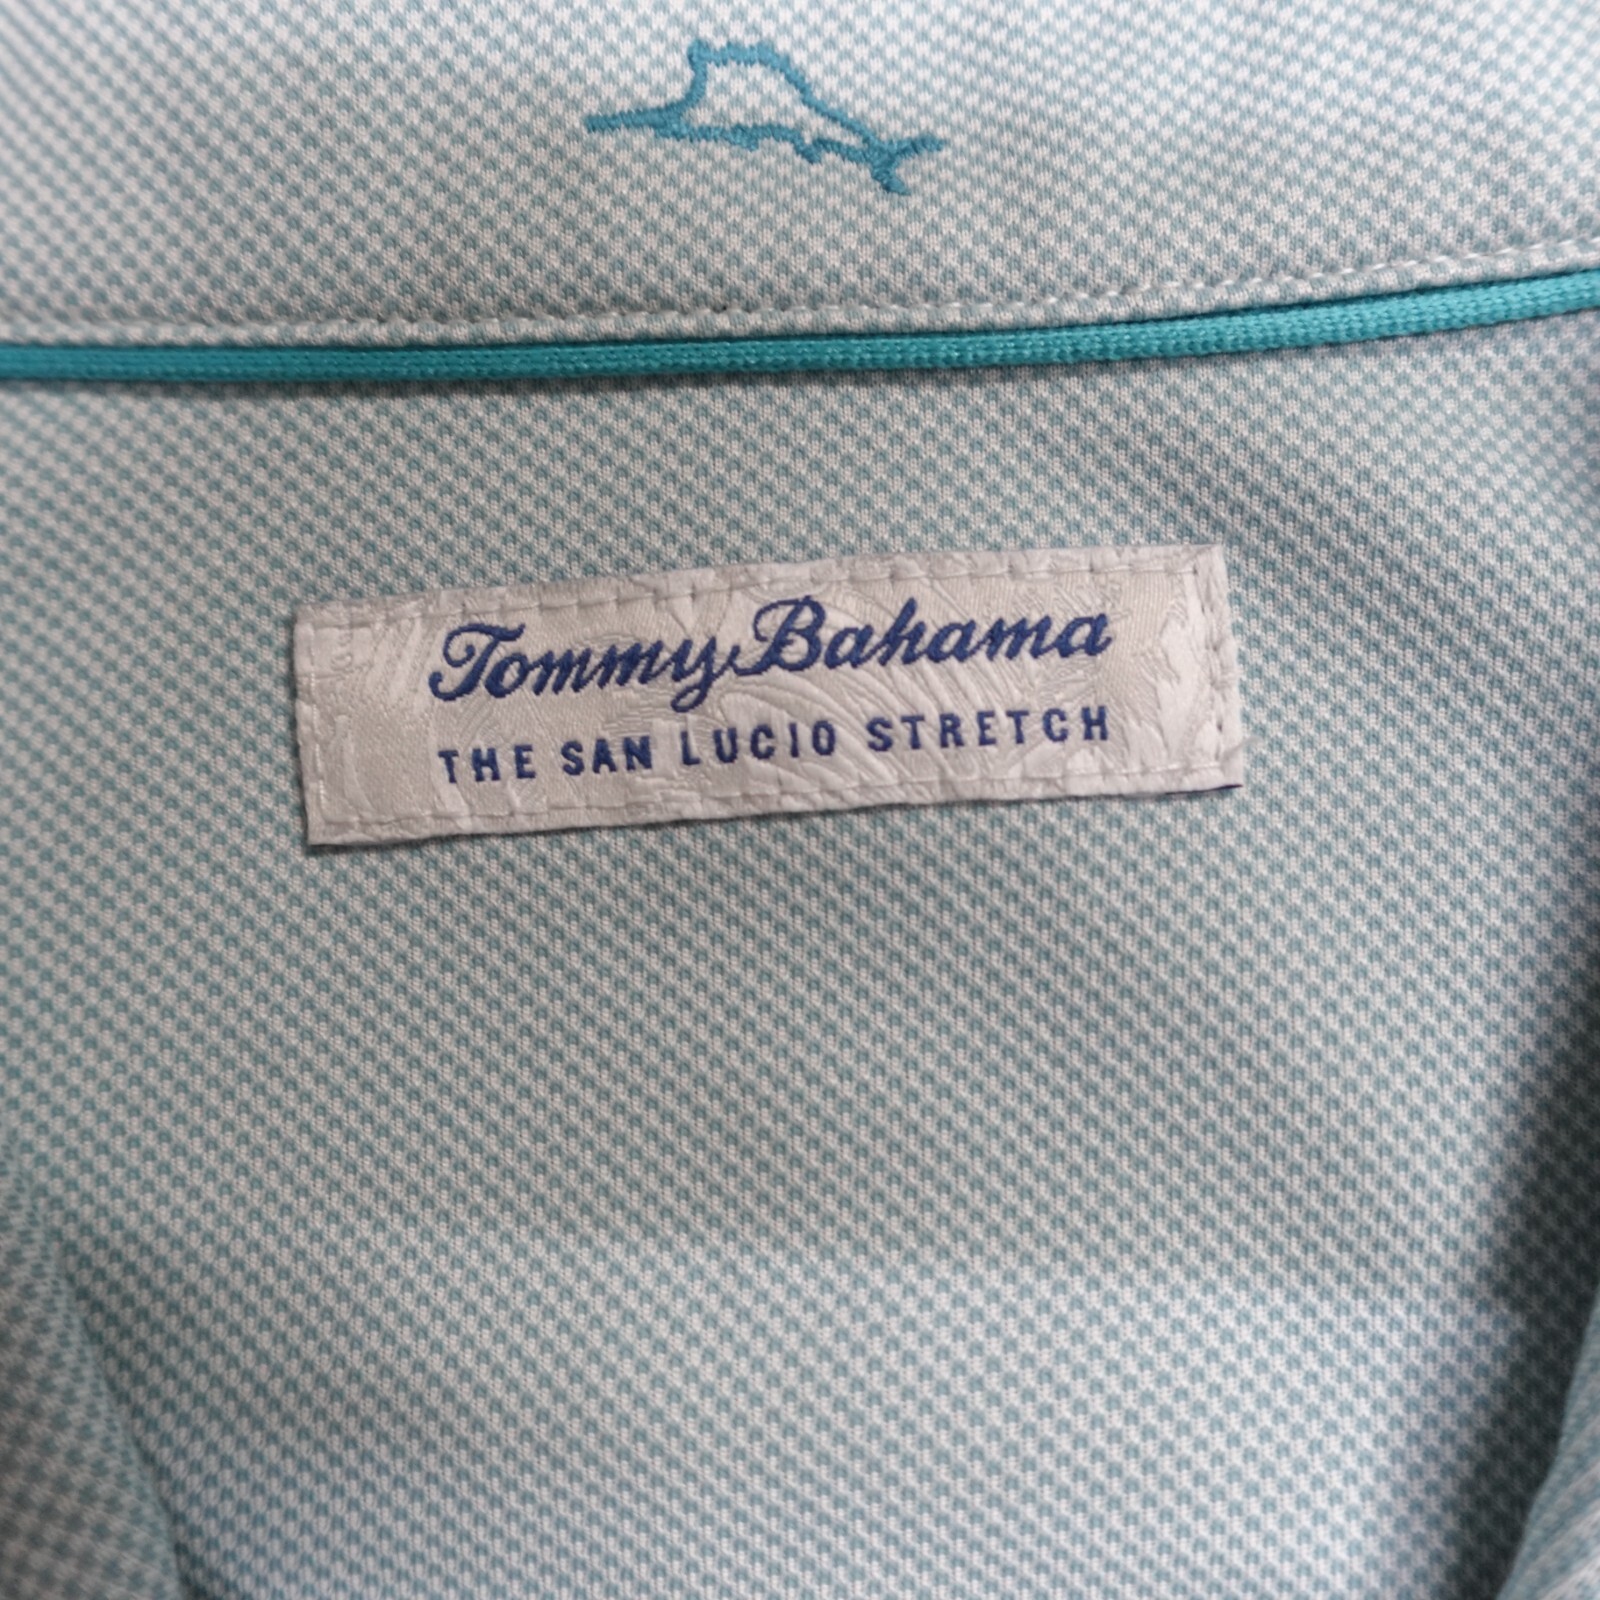 Tommy Bahama
THE SAN LUCIO STRETCH